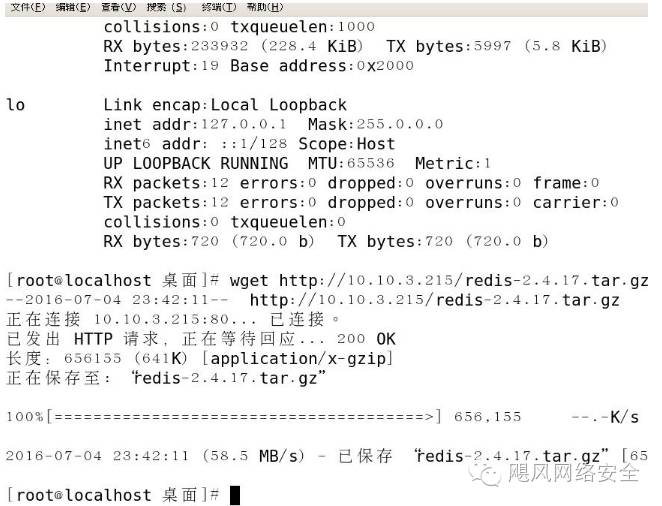 文件(F) 编辑(E) 查看(V) 搜索 (S) 终端(T) 帮助(H)
collisions:0 txqueuelen:1000
RX bytes:233932 (228.4 KiB)  TX bytes:5997 (5.8 KiB)
Interrupt:19 Base address:0x2000
lo        Link encap:Local Loopback
inet addr:127.0.0.1  Mask:255.0.0.0
inet6 addr: ::1/128 Scope:Host
UP LOOPBACK RUNNING  MTU:65536  Metric:1
RX packets:12 errors:0 dropped:0 overruns:0 frame:0
TX packets:12 errors:0 dropped:0 overruns:0 carrier:0
collisions:0 txqueuelen:0
RX bytes:720 (720.0 b)  TX bytes:720 (720.0 b)
[root@localhost 桌面]# wget http://10.10.3.215/redis-2.4.17.tar.gz
--2016-07-04 23:42:11--  http://10.10.3.215/redis-2.4.17.tar.gz
正在连接 10.10.3.215:80... 已连接。
已发出 HTTP 请求，正在等待回应... 200 OK
长度：656155 (641K) [application/x-gzip]
正在保存至: “redis-2.4.17.tar.gz”
100%[======================================>] 656,155     --.-K/s
2016-07-04 23:42:11 (58.5 MB/s) - 已保存 “redis-2.4.17.tar.gz” [65
飓风网络安全
[root@localhost 桌面]#